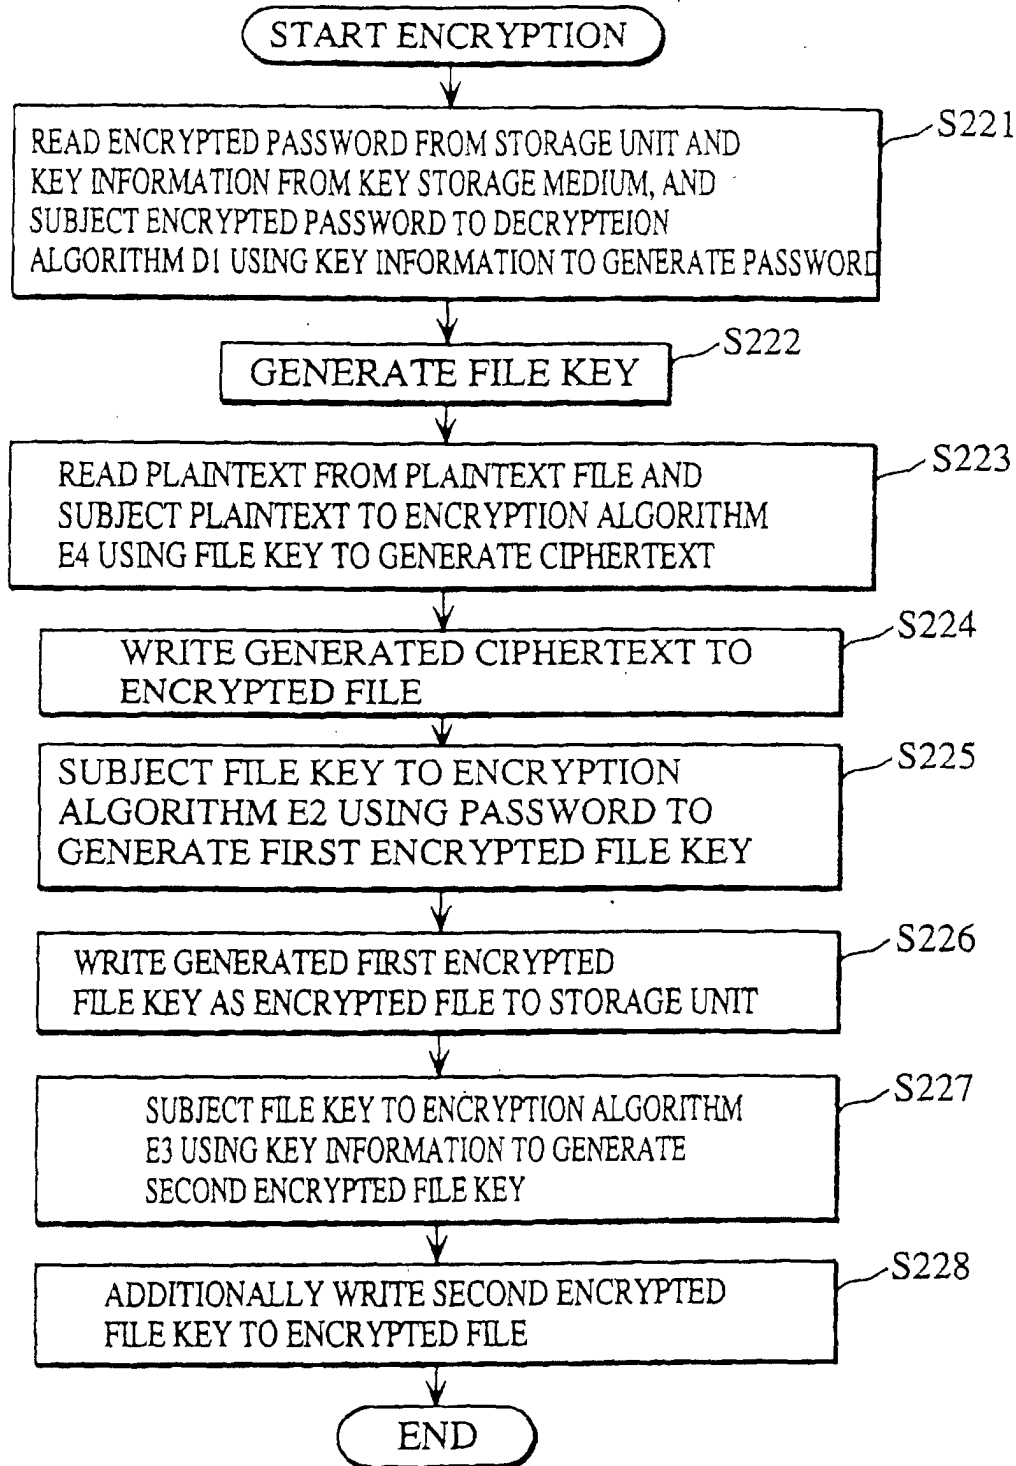 START ENCRYPTION
S221
READ ENCRYPTED PASSWORD FROM STORAGE UNIT AND
KEY INFORMATION FROM KEY STORAGE MEDIUM, AND
SUBJECT ENCRYPTED PASSWORD TO DECRYPTEION
ALGORITHM D1 USING KEY INFORMATION TO GENERATE PASSWORD
S222
GENERATE FILE KEY
S223
READ PLAINTEXT FROM PLAINTEXT FILE AND
SUBJECT PLAINTEXT TO ENCRYPTION ALGORITHM
E4 USING FILE KEY TO GENERATE CIPHERTEXT
S224
WRITE GENERATED CIPHERTEXT TO
ENCRYPTED FILE
S225
SUBJECT FILE KEY TO ENCRYPTION
ALGORITHM E2 USING PASSWORD TO
GENERATE FIRST ENCRYPTED FILE KEY
S226
WRITE GENERATED FIRST ENCRYPTED
FILE KEY AS ENCRYPTED FILE TO STORAGE UNIT
S227
SUBJECT FILE KEY TO ENCRYPTION ALGORITHM
E3 USING KEY INFORMATION TO GENERATE
SECOND ENCRYPTED FILE KEY
S228
ADDITIONALLY WRITE SECOND ENCRYPTED
FILE KEY TO ENCRYPTED FILE
END